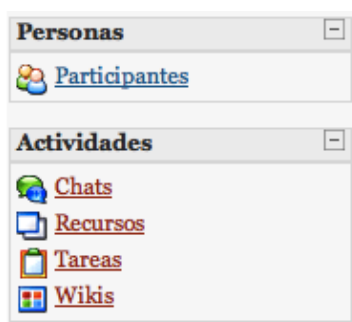 Personas
Participantes
Actividades
Chats
Recursos
Tareas
Wikis